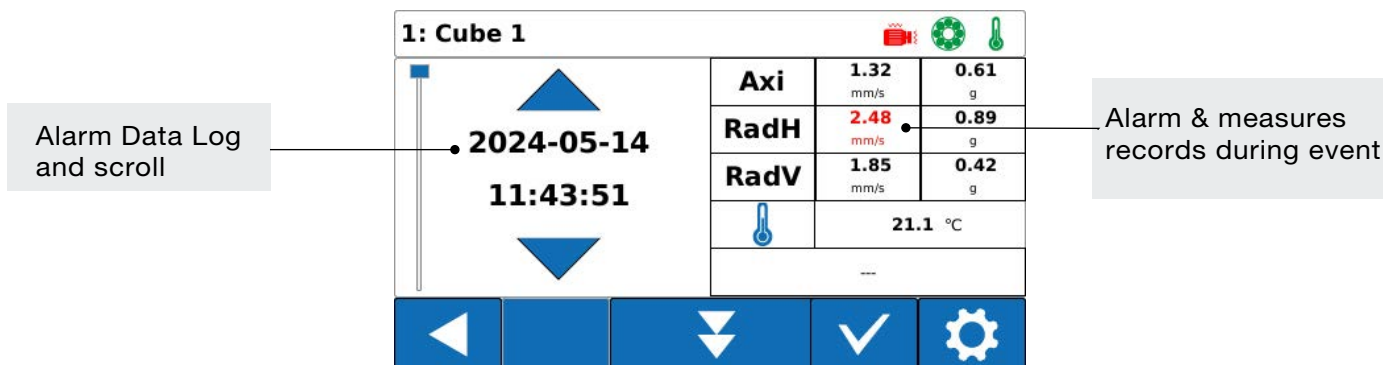 1: Cube 1
Alarm Data Log
and scroll
2024-05-14
11:43:51
Axi 1.32 mm/s 0.61 g
RadH 2.48 mm/s 0.89 g
RadV 1.85 mm/s 0.42 g
21.1 °C
---
Alarm & measures
records during event